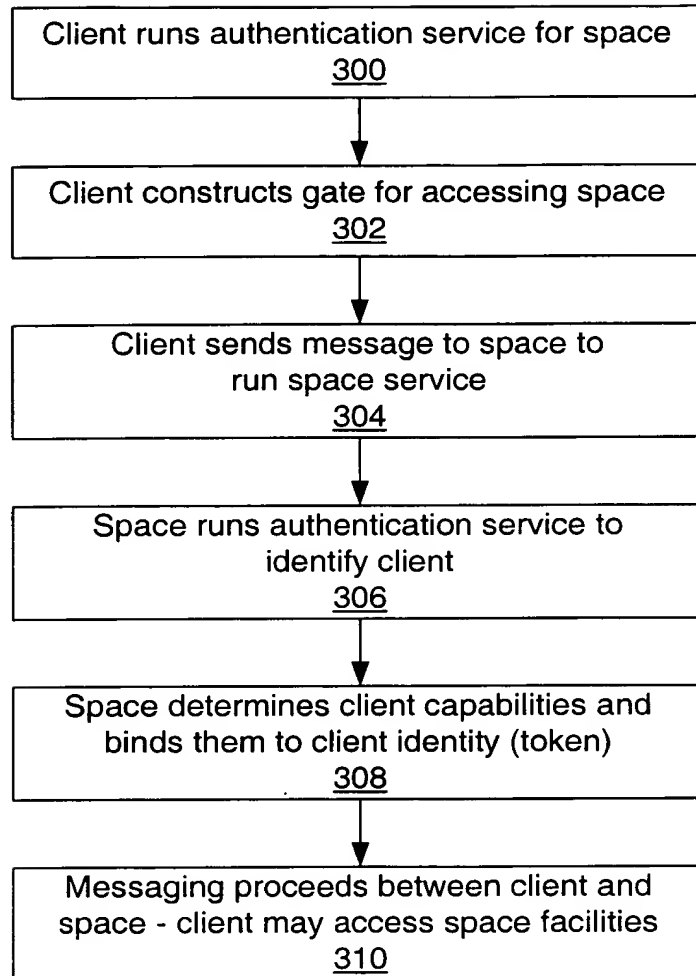 Client runs authentication service for space
300
Client constructs gate for accessing space
302
Client sends message to space to
run space service
304
Space runs authentication service to
identify client
306
Space determines client capabilities and
binds them to client identity (token)
308
Messaging proceeds between client and
space - client may access space facilities
310